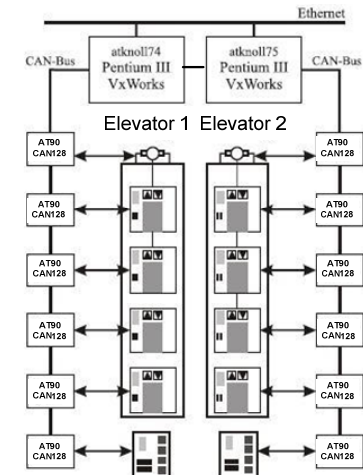 Ethernet
atknoll74
Pentium III
VxWorks
atknoll75
Pentium III
VxWorks
CAN-Bus
CAN-Bus
Elevator 1
Elevator 2
AT90
CAN128
AT90
CAN128
AT90
CAN128
AT90
CAN128
AT90
CAN128
AT90
CAN128
AT90
CAN128
AT90
CAN128
AT90
CAN128
AT90
CAN128
AT90
CAN128
AT90
CAN128